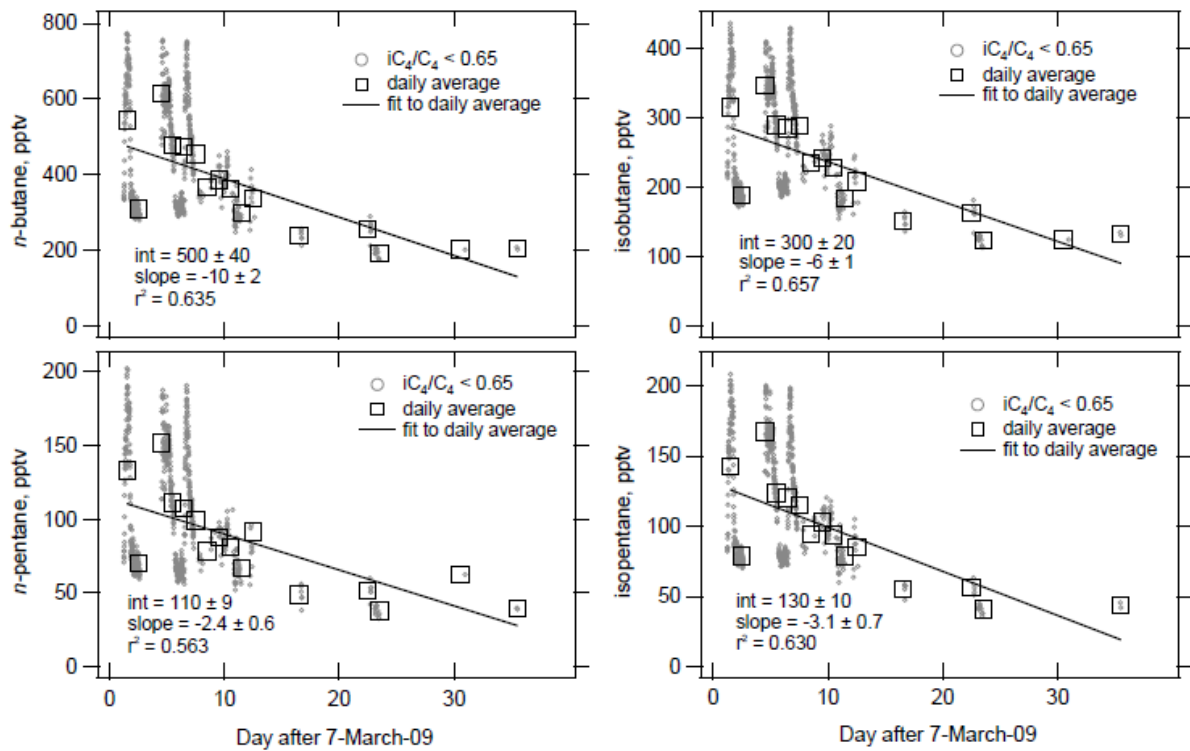 800
600
400
200
0
n-butane, pptv
iC4/C4 < 0.65
daily average
fit to daily average
int = 500 ± 40
slope = -10 ± 2
r² = 0.635
400
300
200
100
0
isobutane, pptv
iC4/C4 < 0.65
daily average
fit to daily average
int = 300 ± 20
slope = -6 ± 1
r² = 0.657
200
150
100
50
0
n-pentane, pptv
iC4/C4 < 0.65
daily average
fit to daily average
int = 110 ± 9
slope = -2.4 ± 0.6
r² = 0.563
0 10 20 30
Day after 7-March-09
200
150
100
50
0
isopentane, pptv
iC4/C4 < 0.65
daily average
fit to daily average
int = 130 ± 10
slope = -3.1 ± 0.7
r² = 0.630
0 10 20 30
Day after 7-March-09